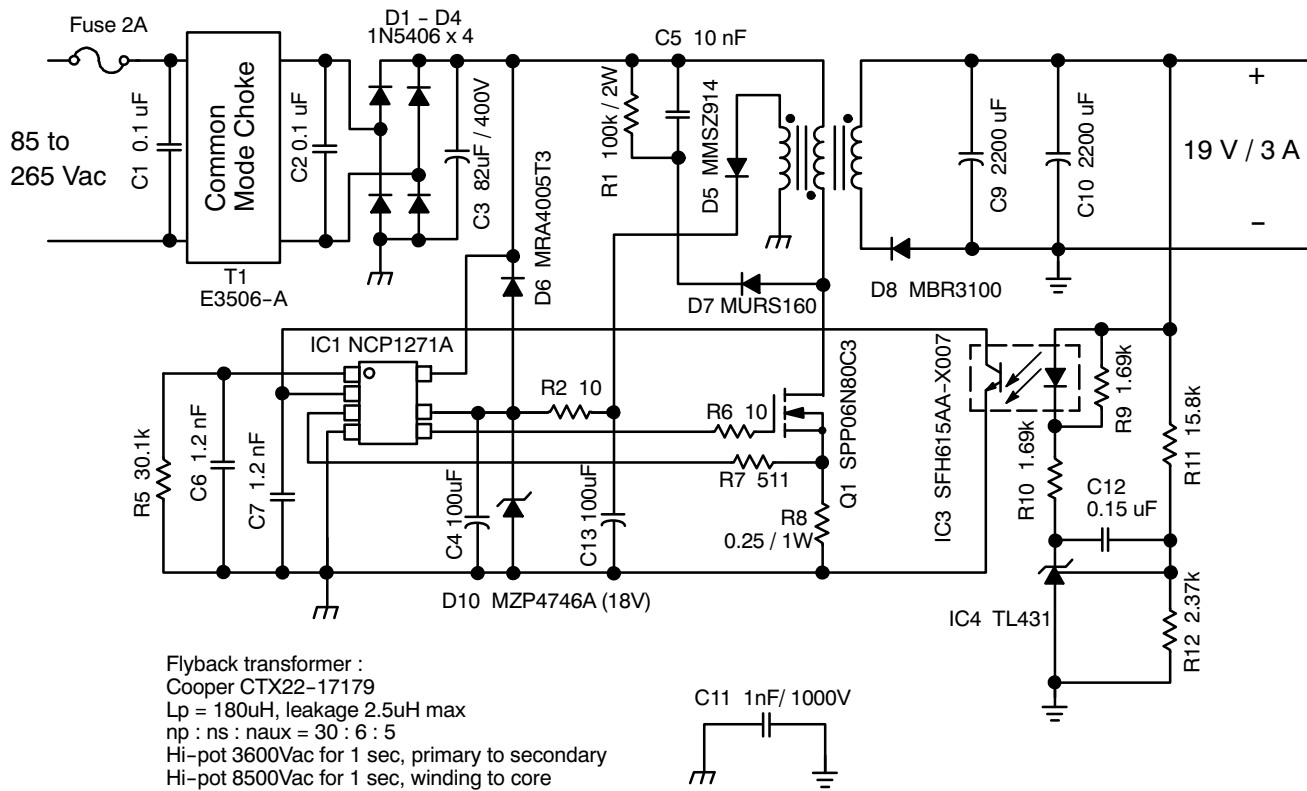 Fuse 2A
D1 – D4
1N5406 x 4
C5 10 nF
85 to
265 Vac
C1 0.1 uF
Common
Mode Choke
T1
E3506–A
C2 0.1 uF
C3 82uF / 400V
D6 MRA4005T3
R1 100k / 2W
D5 MMSZ914
D7 MURS160
D8 MBR3100
C9 2200 uF
C10 2200 uF
+
19 V / 3 A
–
IC1 NCP1271A
R2 10
R6 10
R7 511
R8
0.25 / 1W
Q1 SPP06N80C3
IC3 SFH615AA–X007
R9 1.69k
R10 1.69k
R11 15.8k
C12
0.15 uF
R5 30.1k
C6 1.2 nF
C7 1.2 nF
C4 100uF
C13 100uF
D10 MZP4746A (18V)
IC4 TL431
R12 2.37k
Flyback transformer :
Cooper CTX22–17179
Lp = 180uH, leakage 2.5uH max
np : ns : naux = 30 : 6 : 5
Hi–pot 3600Vac for 1 sec, primary to secondary
Hi–pot 8500Vac for 1 sec, winding to core
C11 1nF/ 1000V